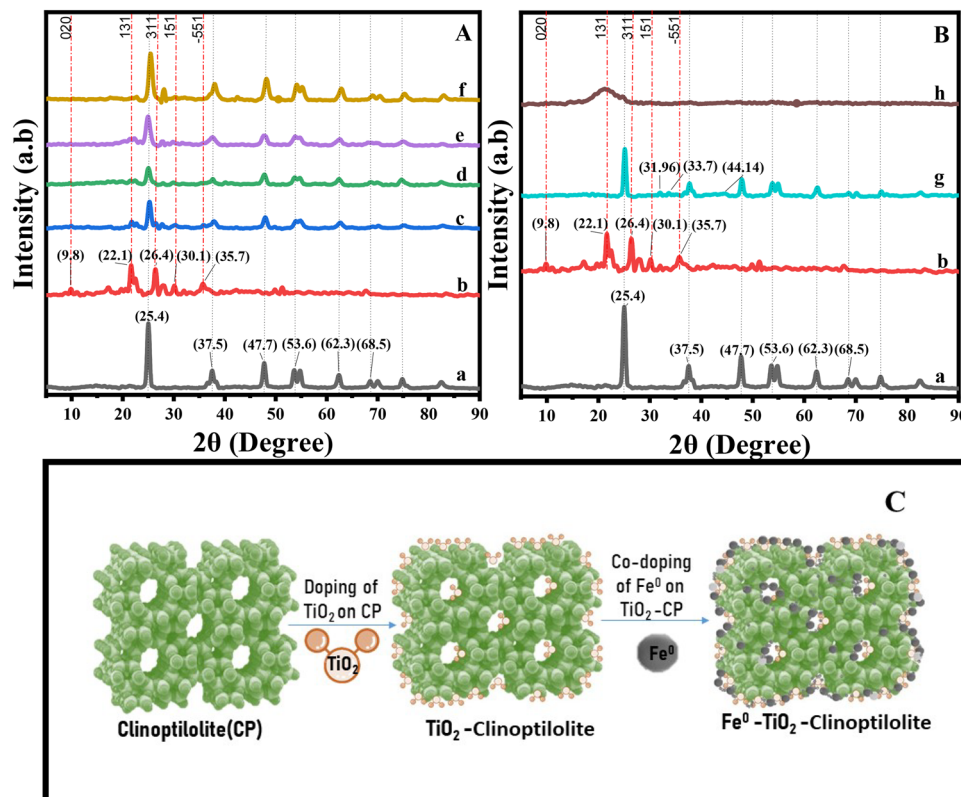 020
131
311
151
-551
A
f
e
d
c
(9.8)
(22.1)
(26.4)
(30.1)
(35.7)
b
(25.4)
(37.5)
(47.7)
(53.6)
(62.3)
(68.5)
a
10 20 30 40 50 60 70 80 90
2θ (Degree)
Intensity (a.b)
020
131
311
151
-551
B
h
(31.96)
(33.7)
(44.14)
g
(9.8)
(22.1)
(26.4)
(30.1)
(35.7)
b
(25.4)
(37.5)
(47.7)
(53.6)
(62.3)
(68.5)
a
10 20 30 40 50 60 70 80 90
2θ (Degree)
Intensity (a.b)
C
Doping of
TiO₂ on CP
TiO₂
Co-doping
of Fe⁰ on
TiO₂-CP
Fe⁰
Clinoptilolite(CP)
TiO₂ -Clinoptilolite
Fe⁰ -TiO₂ -Clinoptilolite